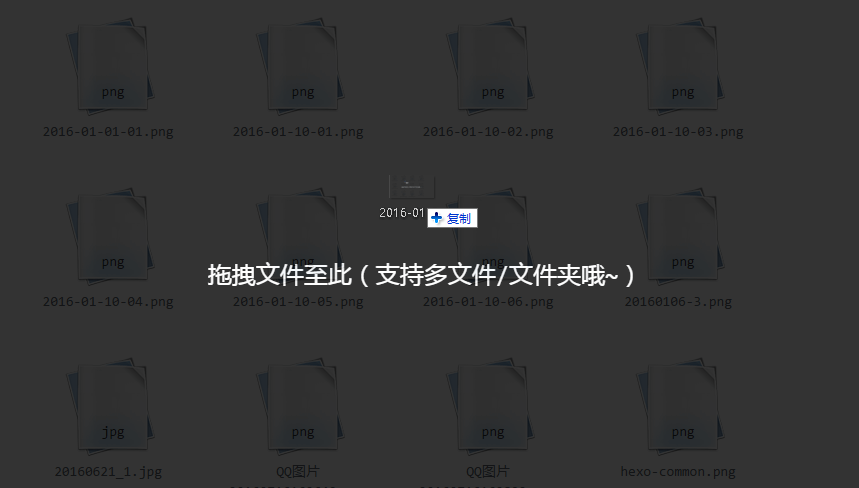 png png png png
2016-01-01-01.png 2016-01-10-01.png 2016-01-10-02.png 2016-01-10-03.png
2016-01
复制
png png png png
拖拽文件至此(支持多文件/文件夹哦~)
2016-01-10-04.png 2016-01-10-05.png 2016-01-10-06.png 20160106-3.png
jpg png png png
20160621_1.jpg QQ图片 QQ图片 hexo-common.png